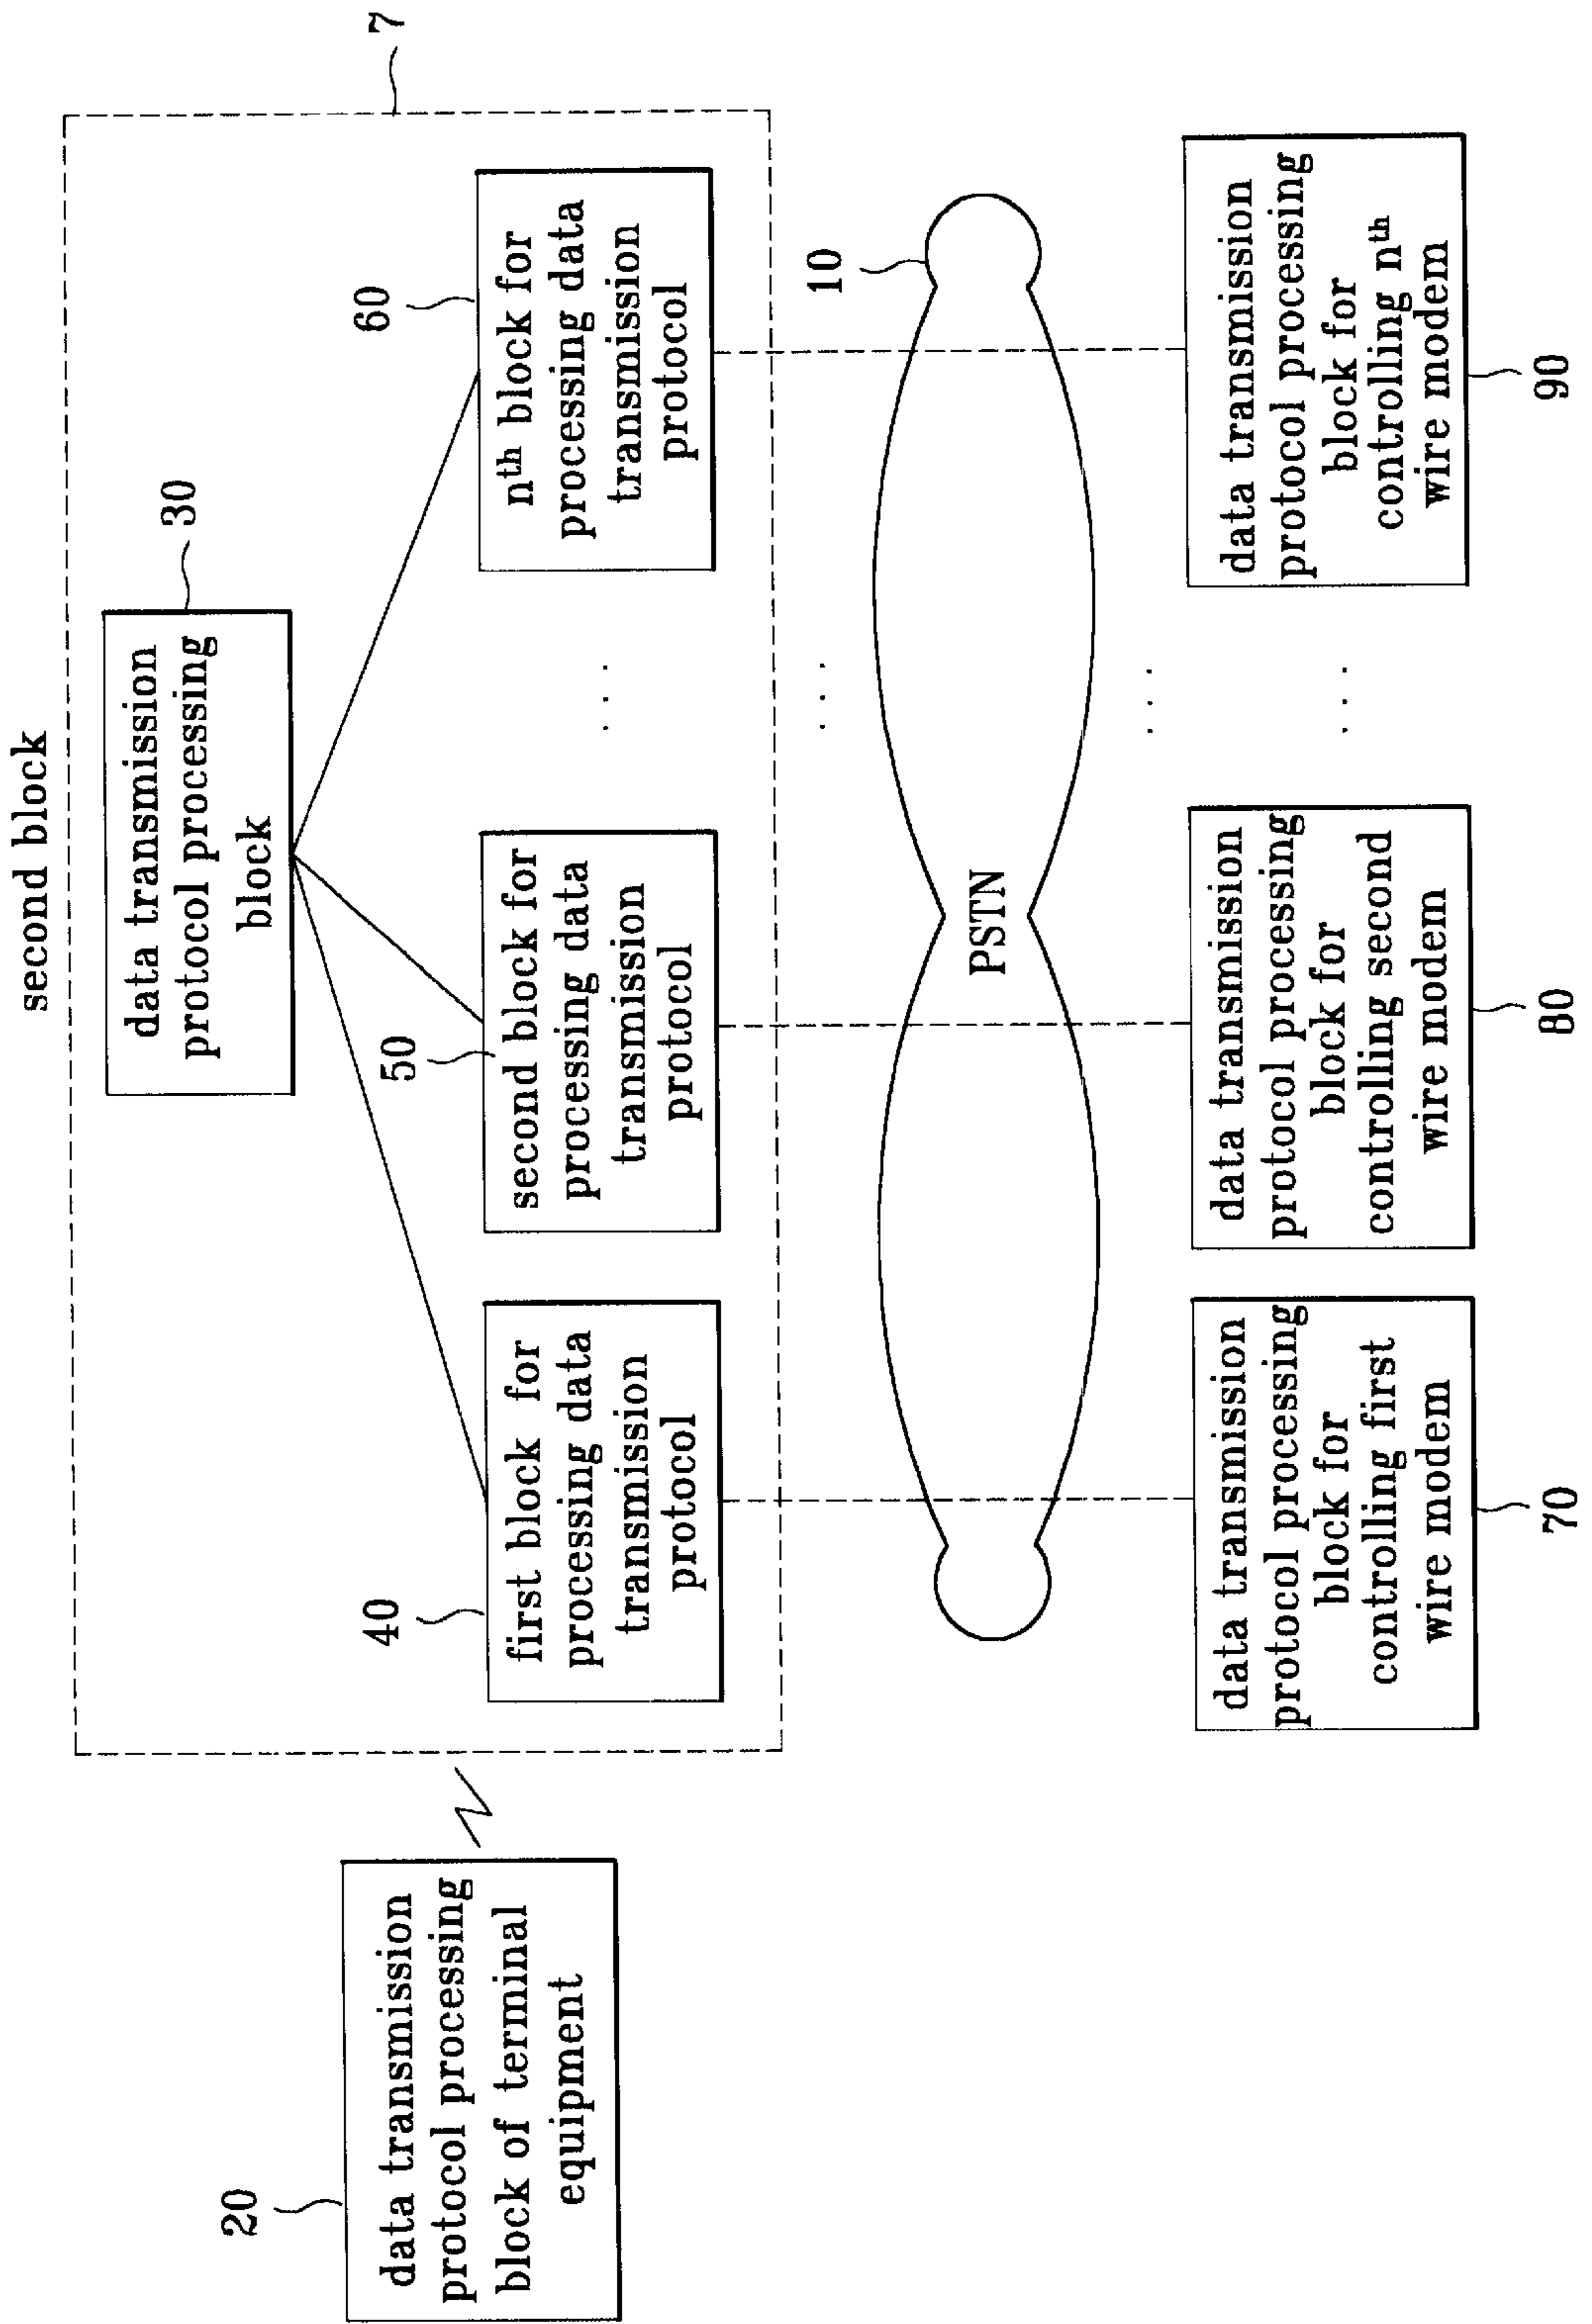 second block
7
data transmission
protocol processing
block
30
20
data transmission
protocol processing
block of terminal
equipment
40
first block for
processing data
transmission
protocol
50
second block for
processing data
transmission
protocol
. . .
60
nth block for
processing data
transmission
protocol
10
. . .
PSTN
. . .
data transmission
protocol processing
block for
controlling first
wire modem
70
data transmission
protocol processing
block for
controlling second
wire modem
80
. . .
data transmission
protocol processing
block for
controlling nth
wire modem
90